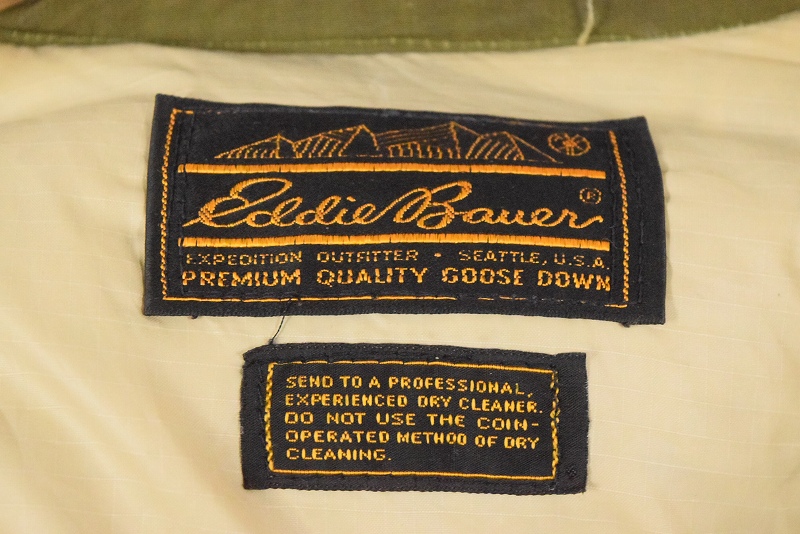 Eddie Bauer ®
EXPEDITION OUTFITTER • SEATTLE, U.S.A.
PREMIUM QUALITY GOOSE DOWN
SEND TO A PROFESSIONAL,
EXPERIENCED DRY CLEANER.
DO NOT USE THE COIN-
OPERATED METHOD OF DRY
CLEANING.